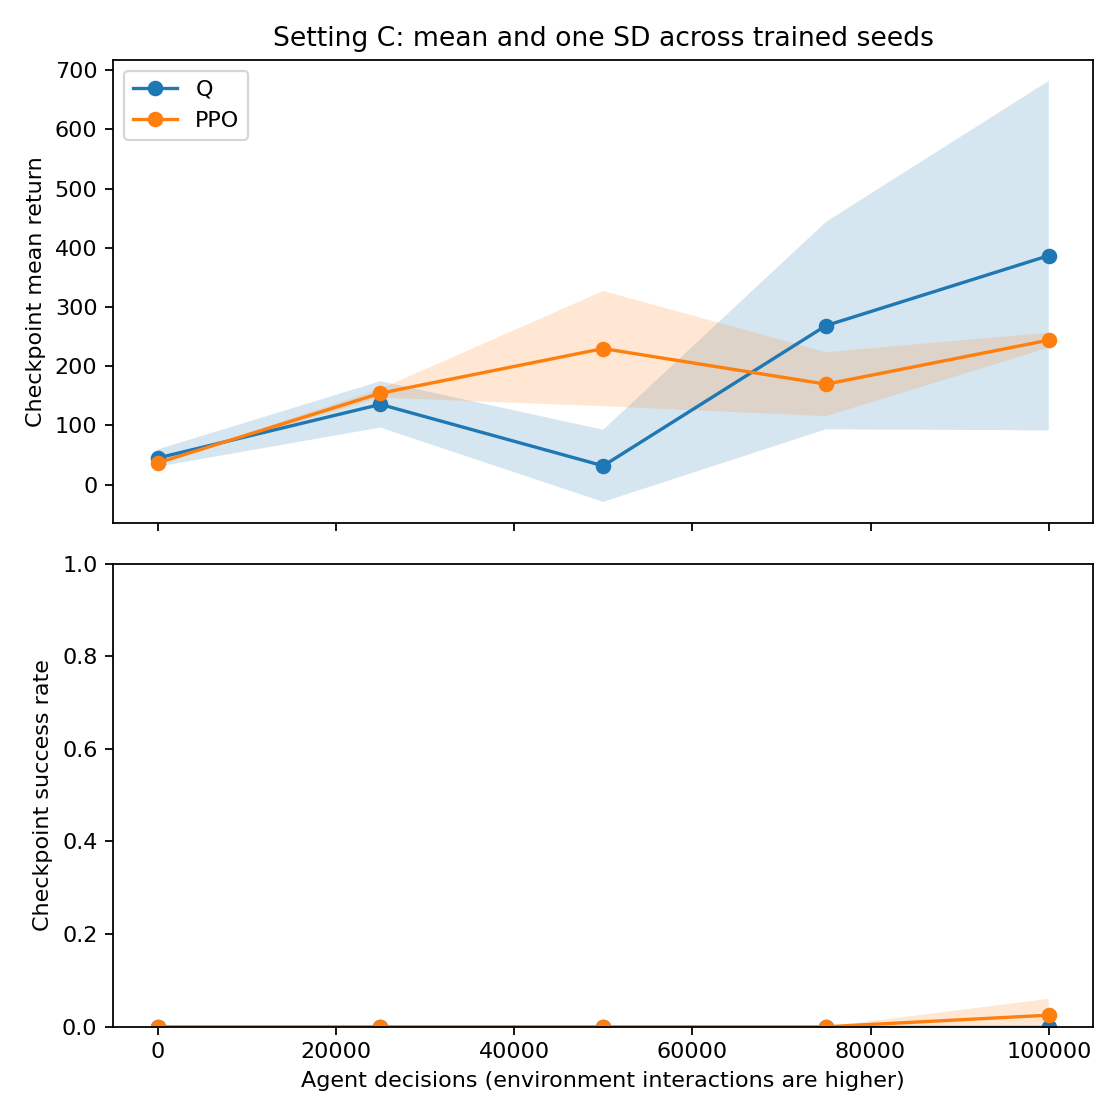 Setting C: mean and one SD across trained seeds
Q
PPO
Checkpoint mean return
700
600
500
400
300
200
100
0
Checkpoint success rate
1.0
0.8
0.6
0.4
0.2
0.0
0 20000 40000 60000 80000 100000
Agent decisions (environment interactions are higher)